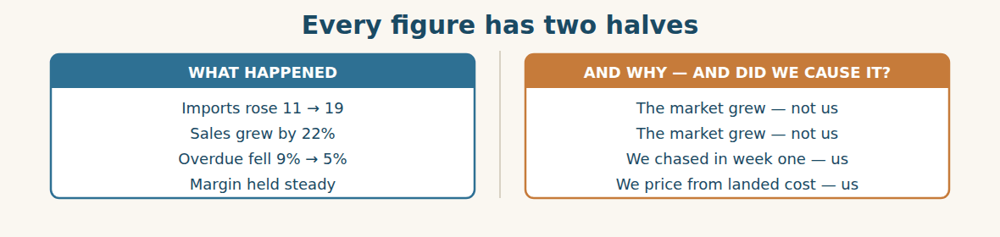 Every figure has two halves
WHAT HAPPENED
Imports rose 11 → 19
Sales grew by 22%
Overdue fell 9% → 5%
Margin held steady
AND WHY — AND DID WE CAUSE IT?
The market grew — not us
The market grew — not us
We chased in week one — us
We price from landed cost — us